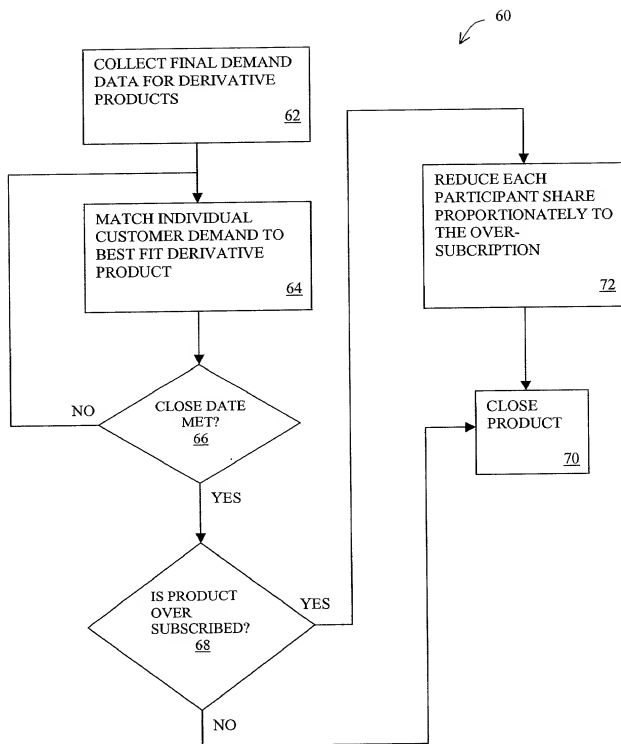 60
COLLECT FINAL DEMAND
DATA FOR DERIVATIVE
PRODUCTS
62
MATCH INDIVIDUAL
CUSTOMER DEMAND TO
BEST FIT DERIVATIVE
PRODUCT
64
NO
CLOSE DATE
MET?
66
YES
IS PRODUCT
OVER
SUBSCRIBED?
68
YES
NO
REDUCE EACH
PARTICIPANT SHARE
PROPORTIONATELY TO
THE OVER-
SUBCRIPTION
72
CLOSE
PRODUCT
70